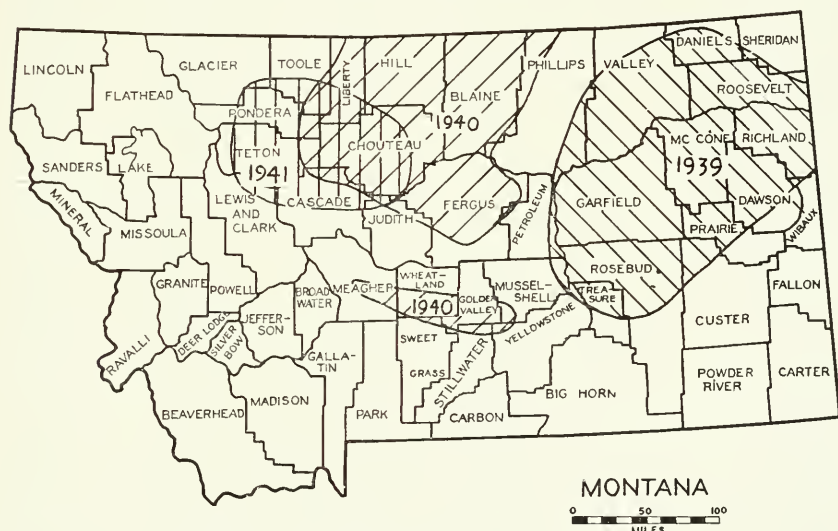 LINCOLN
GLACIER
TOOLE
LIBERTY
HILL
BLAINE
PHILLIPS
VALLEY
DANIEL'S
SHERIDAN
FLATHEAD
PONDERA
ROOSEVELT
1940
CHOUTEAU
TETON
1941
SANDERS
LAKE
MC CONE
1939
RICHLAND
MINERAL
MISSOULA
LEWIS
AND
CLARK
CASCADE
JUDITH
FERGUS
PETROLEUM
GARFIELD
DAWSON
PRAIRIE
WIBAUX
GRANITE
POWELL
BROAD
WATER
MEAGHER
WHEAT-
LAND
1940
GOLDEN
VALLEY
MUSSEL-
SHELL
ROSEBUD
TREA-
SURE
FALLON
RAVALLI
DEER LODGE
SILVER
BOW
JEFFER-
SON
GALLA-
TIN
SWEET
GRASS
STILLWATER
YELLOWSTONE
CUSTER
BEAVERHEAD
MADISON
PARK
CARBON
BIG HORN
POWDER
RIVER
CARTER
MONTANA
0 50 100
MILES